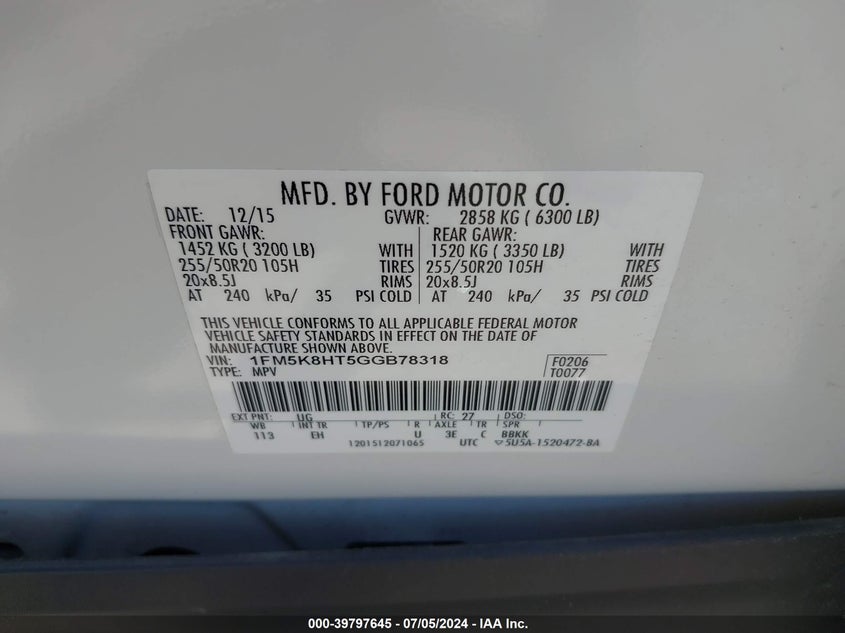 MFD. BY FORD MOTOR CO.
DATE: 12/15 GVWR: 2858 KG ( 6300 LB)
FRONT GAWR: REAR GAWR:
1452 KG ( 3200 LB) WITH 1520 KG ( 3350 LB) WITH
255/50R20 105H TIRES 255/50R20 105H TIRES
20x8.5J RIMS 20x8.5J RIMS
AT 240 kPa/ 35 PSI COLD AT 240 kPa/ 35 PSI COLD
THIS VEHICLE CONFORMS TO ALL APPLICABLE FEDERAL MOTOR
VEHICLE SAFETY STANDARDS IN EFFECT ON THE DATE OF
MANUFACTURE SHOWN ABOVE.
VIN: 1FM5K8HT5GGB78318 F0206
TYPE: MPV T0077
EXT PNT: UG RC: 27 DSO:
WB INT TR TP/PS R AXLE TR SPR
113 EH U 3E C BBKK
1201512071065 UTC ▽5U5A-1520472-BA
000-39797645 - 07/05/2024 - IAA Inc.